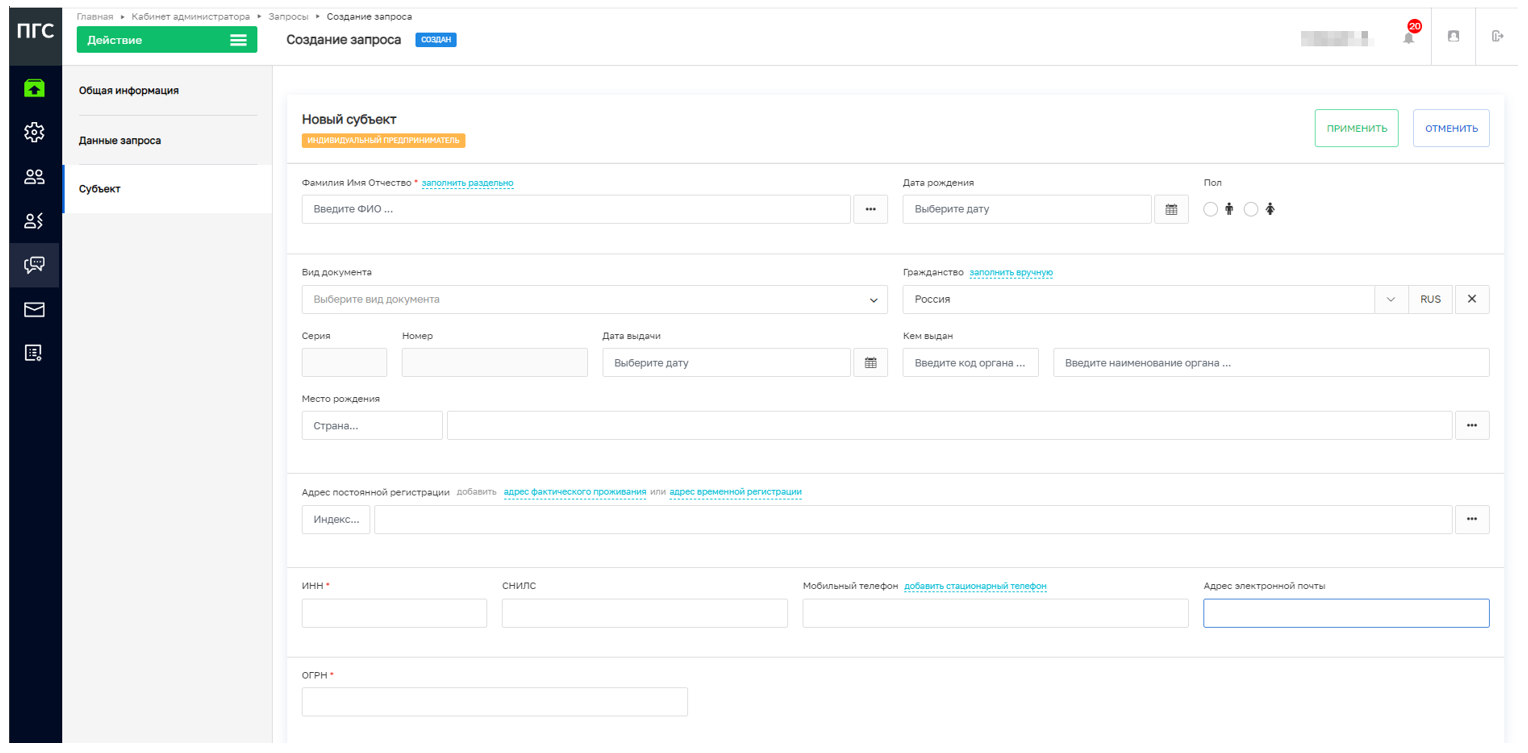 ПГС
Главная ▸ Кабинет администратора ▸ Запросы ▸ Создание запроса
Действие
Создание запроса СОЗДАН
20
Общая информация
Данные запроса
Субъект
Новый субъект
ИНДИВИДУАЛЬНЫЙ ПРЕДПРИНИМАТЕЛЬ
ПРИМЕНИТЬ ОТМЕНИТЬ
Фамилия Имя Отчество * заполнить раздельно Дата рождения Пол
Введите ФИО ... Выберите дату
Вид документа Гражданство заполнить вручную
Выберите вид документа Россия RUS
Серия Номер Дата выдачи Кем выдан
Выберите дату Введите код органа ... Введите наименование органа ...
Место рождения
Страна...
Адрес постоянной регистрации добавить адрес фактического проживания или адрес временной регистрации
Индекс...
ИНН * СНИЛС Мобильный телефон добавить стационарный телефон Адрес электронной почты
ОГРН *